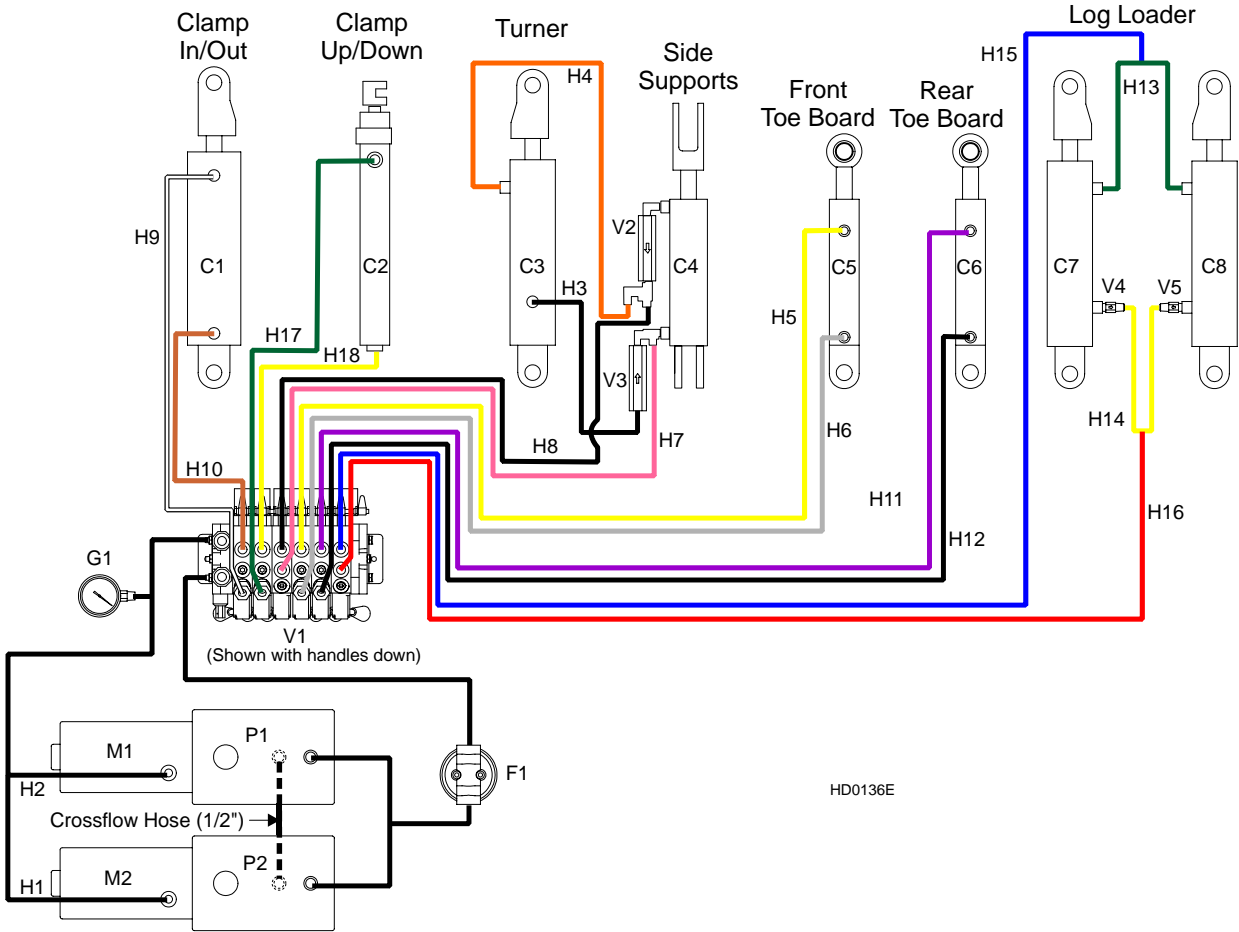 Clamp
In/Out
Clamp
Up/Down
Turner
Side
Supports
Front
Toe Board
Rear
Toe Board
Log Loader
H15
H4
H13
H9
V2
C1
C2
C3
C4
C5
C6
C7
C8
H3
V4
V5
H5
H17
H18
V3
H14
H6
H8
H7
H10
H11
H16
H12
G1
V1
(Shown with handles down)
P1
M1
F1
H2
HD0136E
Crossflow Hose (1/2")
P2
M2
H1